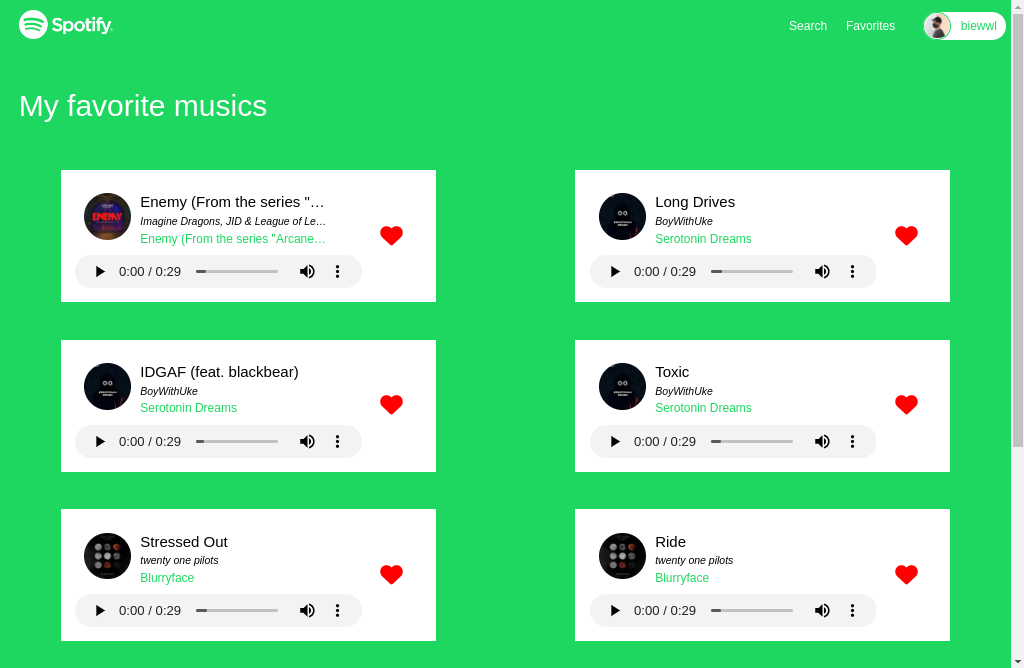 Spotify
Search
Favorites
biewwl
My favorite musics
Enemy (From the series "…
Imagine Dragons, JID & League of Le…
Enemy (From the series "Arcane…
0:00 / 0:29
Long Drives
BoyWithUke
Serotonin Dreams
0:00 / 0:29
IDGAF (feat. blackbear)
BoyWithUke
Serotonin Dreams
0:00 / 0:29
Toxic
BoyWithUke
Serotonin Dreams
0:00 / 0:29
Stressed Out
twenty one pilots
Blurryface
0:00 / 0:29
Ride
twenty one pilots
Blurryface
0:00 / 0:29
ENEMY